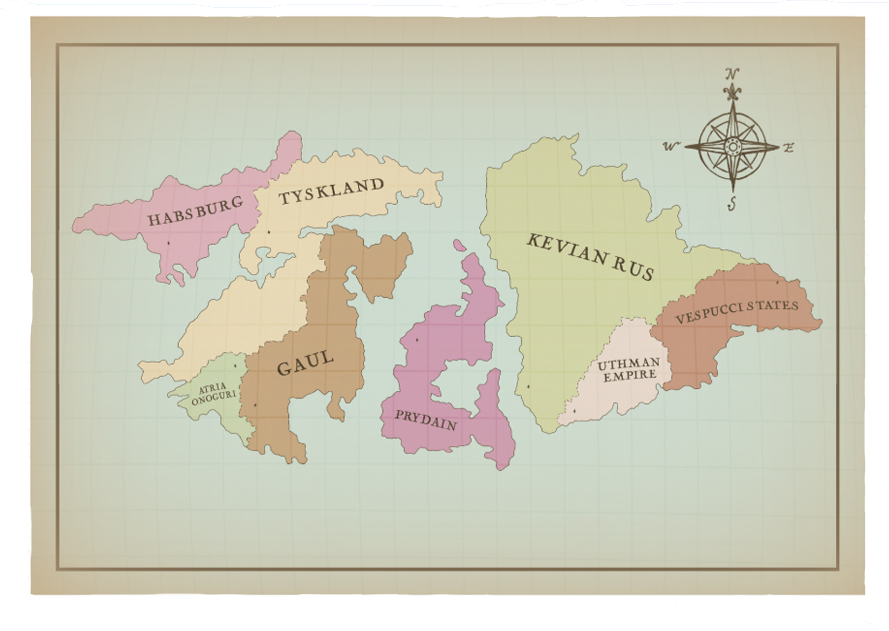 N
W
E
S
HABSBURG
TYSKLAND
KEVIAN RUS
VESPUCCI STATES
GAUL
UTHMAN
EMPIRE
ATRIA
ONOGURI
PRYDAIN